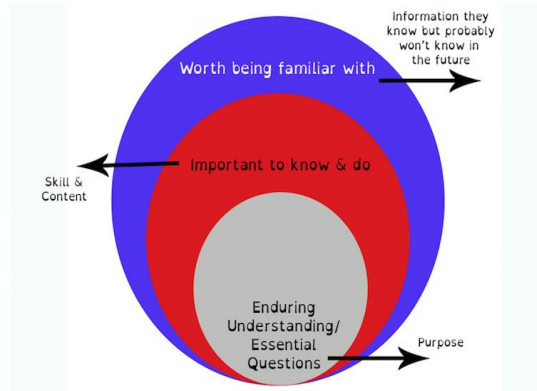 Information they
know but probably
won't know in
the future
Worth being familiar with
Important to know & do
Skill &
Content
Enduring
Understanding/
Essential
Questions
Purpose